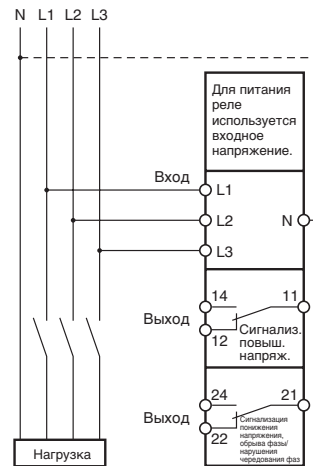 N L1 L2 L3
Для питания
реле
используется
входное
напряжение.
Вход
L1
L2 N
L3
14 11
Выход
12 Сигнализ.
повыш.
напряж.
24 21
Выход
22 Сигнализация
понижения
напряжения,
обрыва фазы/
нарушения
чередования фаз
Нагрузка